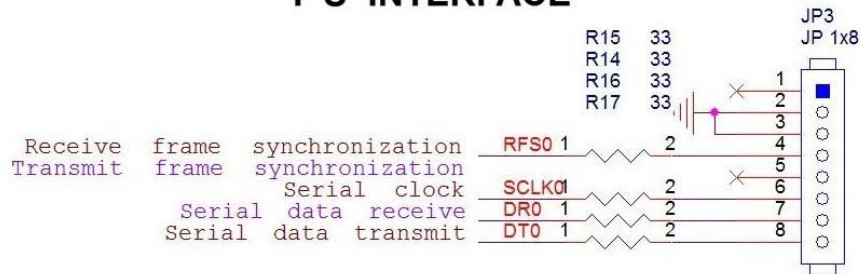 JP3
JP 1x8
R15 33
R14 33
R16 33
R17 33
1
2
3
Receive frame synchronization RFS0 1 2 4
Transmit frame synchronization 5
Serial clock SCLK0 1 2 6
Serial data receive DR0 1 2 7
Serial data transmit DT0 1 2 8